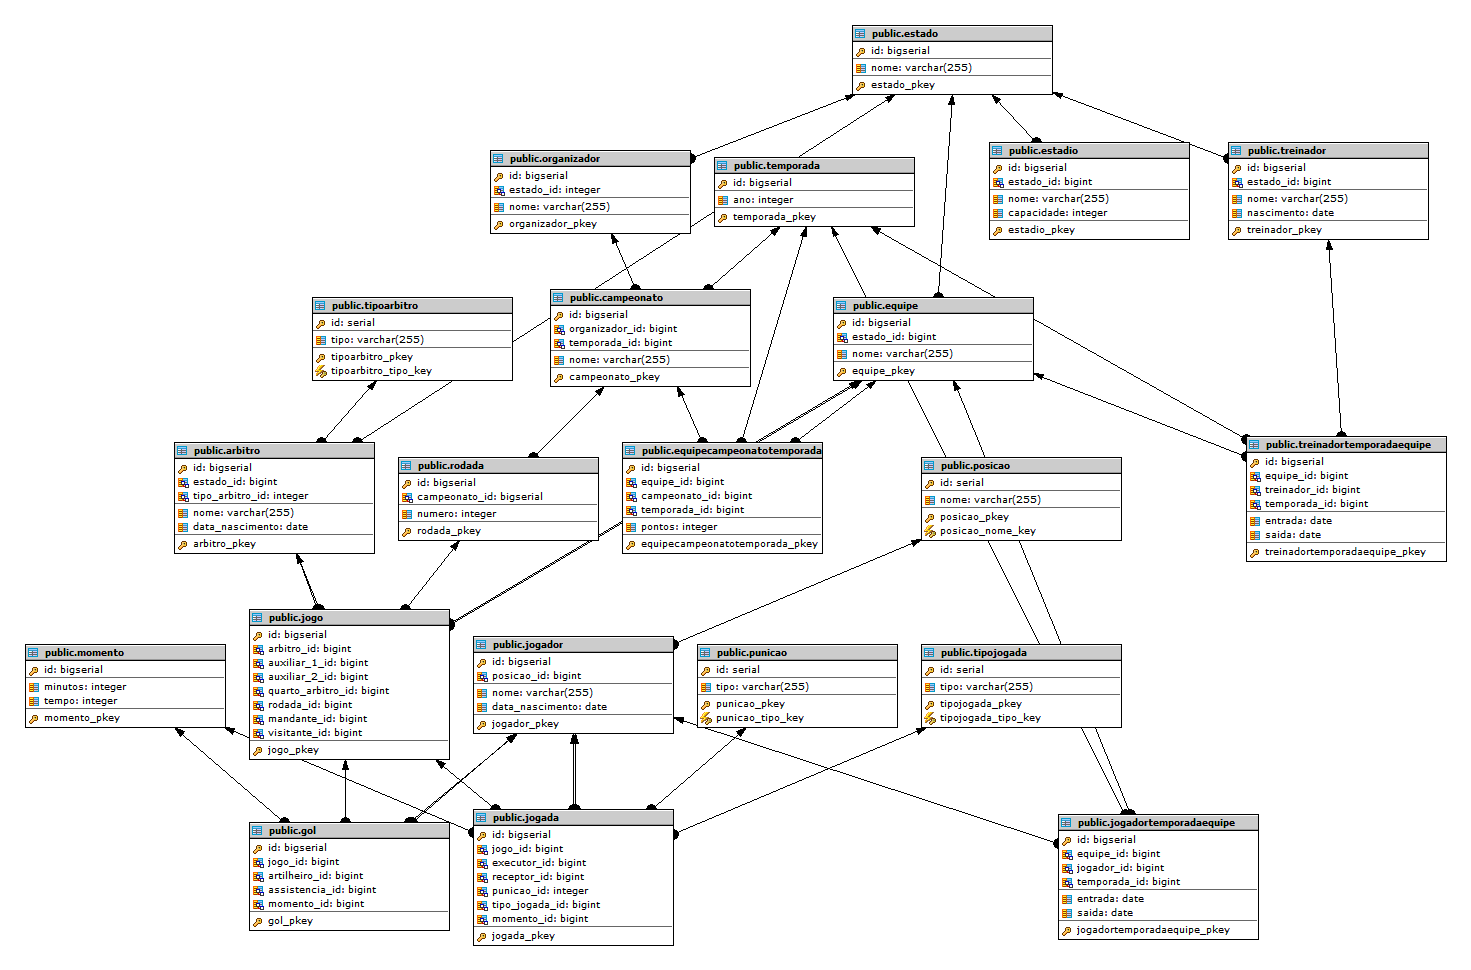 public.estado
id: bigserial
nome: varchar(255)
estado_pkey
public.organizador
id: bigserial
estado_id: integer
nome: varchar(255)
organizador_pkey
public.temporada
id: bigserial
ano: integer
temporada_pkey
public.estadio
id: bigserial
estado_id: bigint
nome: varchar(255)
capacidade: integer
estadio_pkey
public.treinador
id: bigserial
estado_id: bigint
nome: varchar(255)
nascimento: date
treinador_pkey
public.tipoarbitro
id: serial
tipo: varchar(255)
tipoarbitro_pkey
tipoarbitro_tipo_key
public.campeonato
id: bigserial
organizador_id: bigint
temporada_id: bigint
nome: varchar(255)
campeonato_pkey
public.equipe
id: bigserial
estado_id: bigint
nome: varchar(255)
equipe_pkey
public.arbitro
id: bigserial
estado_id: bigint
tipo_arbitro_id: integer
nome: varchar(255)
data_nascimento: date
arbitro_pkey
public.rodada
id: bigserial
campeonato_id: bigserial
numero: integer
rodada_pkey
public.equipecampeonatotemporada
id: bigserial
equipe_id: bigint
campeonato_id: bigint
temporada_id: bigint
pontos: integer
equipecampeonatotemporada_pkey
public.posicao
id: serial
nome: varchar(255)
posicao_pkey
posicao_nome_key
public.treinadortemporadaequipe
id: bigserial
equipe_id: bigint
treinador_id: bigint
temporada_id: bigint
entrada: date
saida: date
treinadortemporadaequipe_pkey
public.momento
id: bigserial
minutos: integer
tempo: integer
momento_pkey
public.jogo
id: bigserial
arbitro_id: bigint
auxiliar_1_id: bigint
auxiliar_2_id: bigint
quarto_arbitro_id: bigint
rodada_id: bigint
mandante_id: bigint
visitante_id: bigint
jogo_pkey
public.jogador
id: bigserial
posicao_id: bigint
nome: varchar(255)
data_nascimento: date
jogador_pkey
public.punicao
id: serial
tipo: varchar(255)
punicao_pkey
punicao_tipo_key
public.tipojogada
id: serial
tipo: varchar(255)
tipojogada_pkey
tipojogada_tipo_key
public.gol
id: bigserial
jogo_id: bigint
artilheiro_id: bigint
assistencia_id: bigint
momento_id: bigint
gol_pkey
public.jogada
id: bigserial
jogo_id: bigint
executor_id: bigint
receptor_id: bigint
punicao_id: integer
tipo_jogada_id: bigint
momento_id: bigint
jogada_pkey
public.jogadortemporadaequipe
id: bigserial
equipe_id: bigint
jogador_id: bigint
temporada_id: bigint
entrada: date
saida: date
jogadortemporadaequipe_pkey